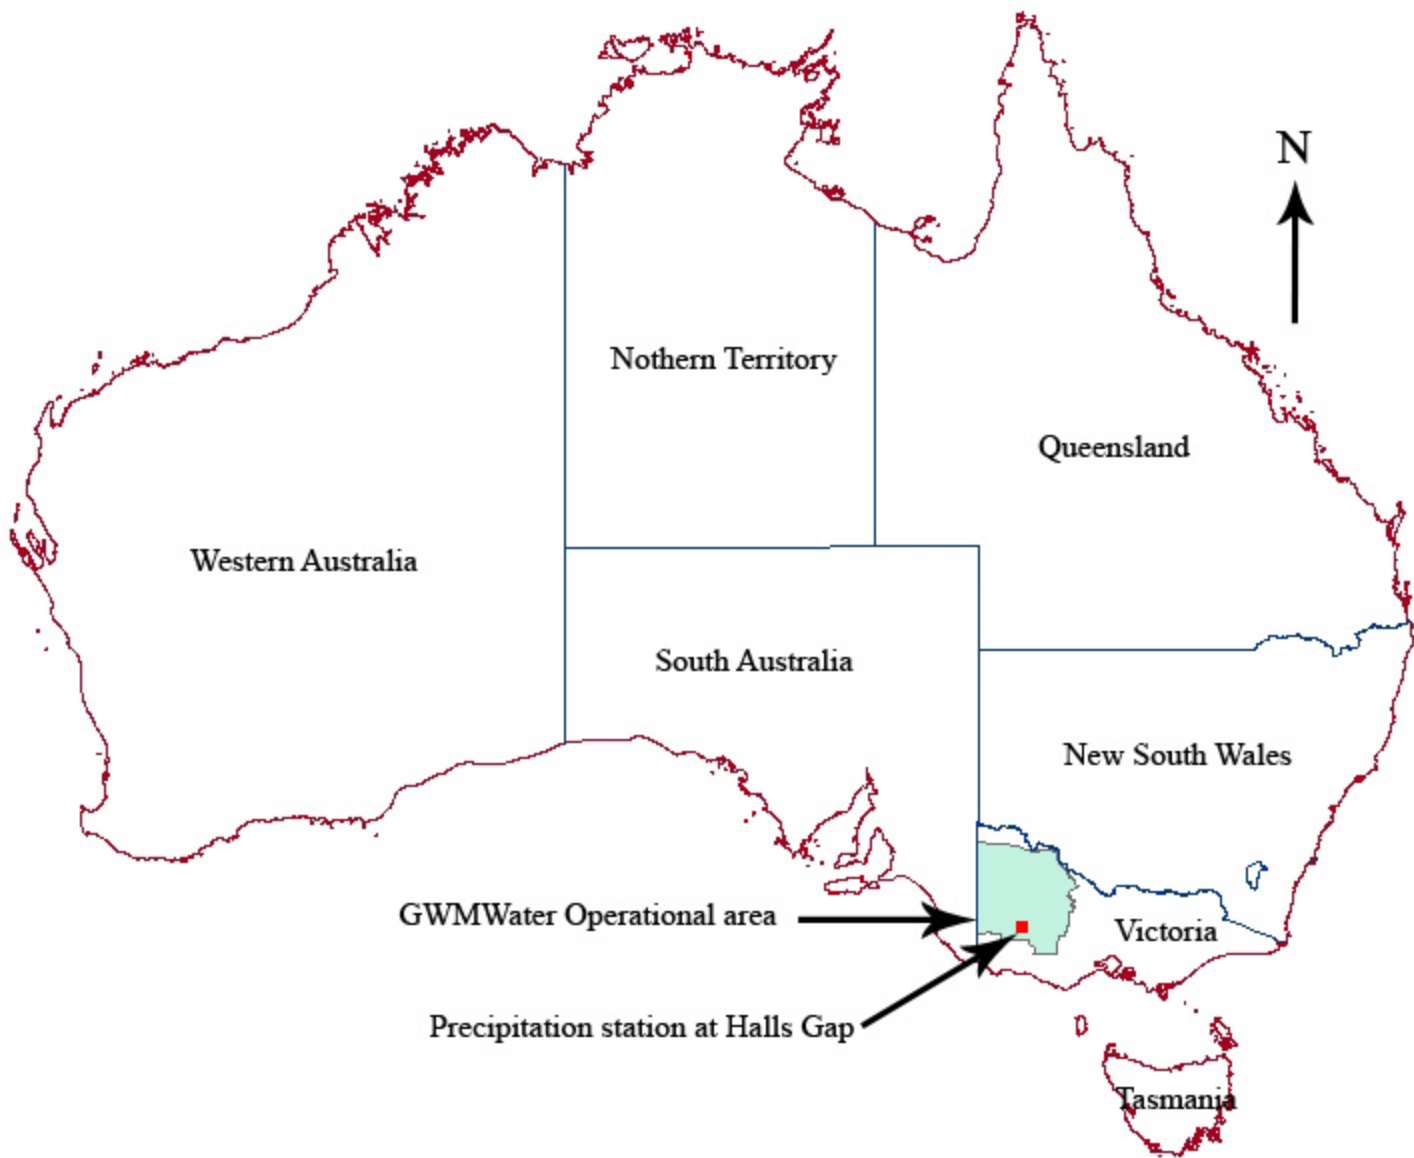 N
Nothern Territory
Queensland
Western Australia
South Australia
New South Wales
GWMWater Operational area
Victoria
Precipitation station at Halls Gap
Tasmania